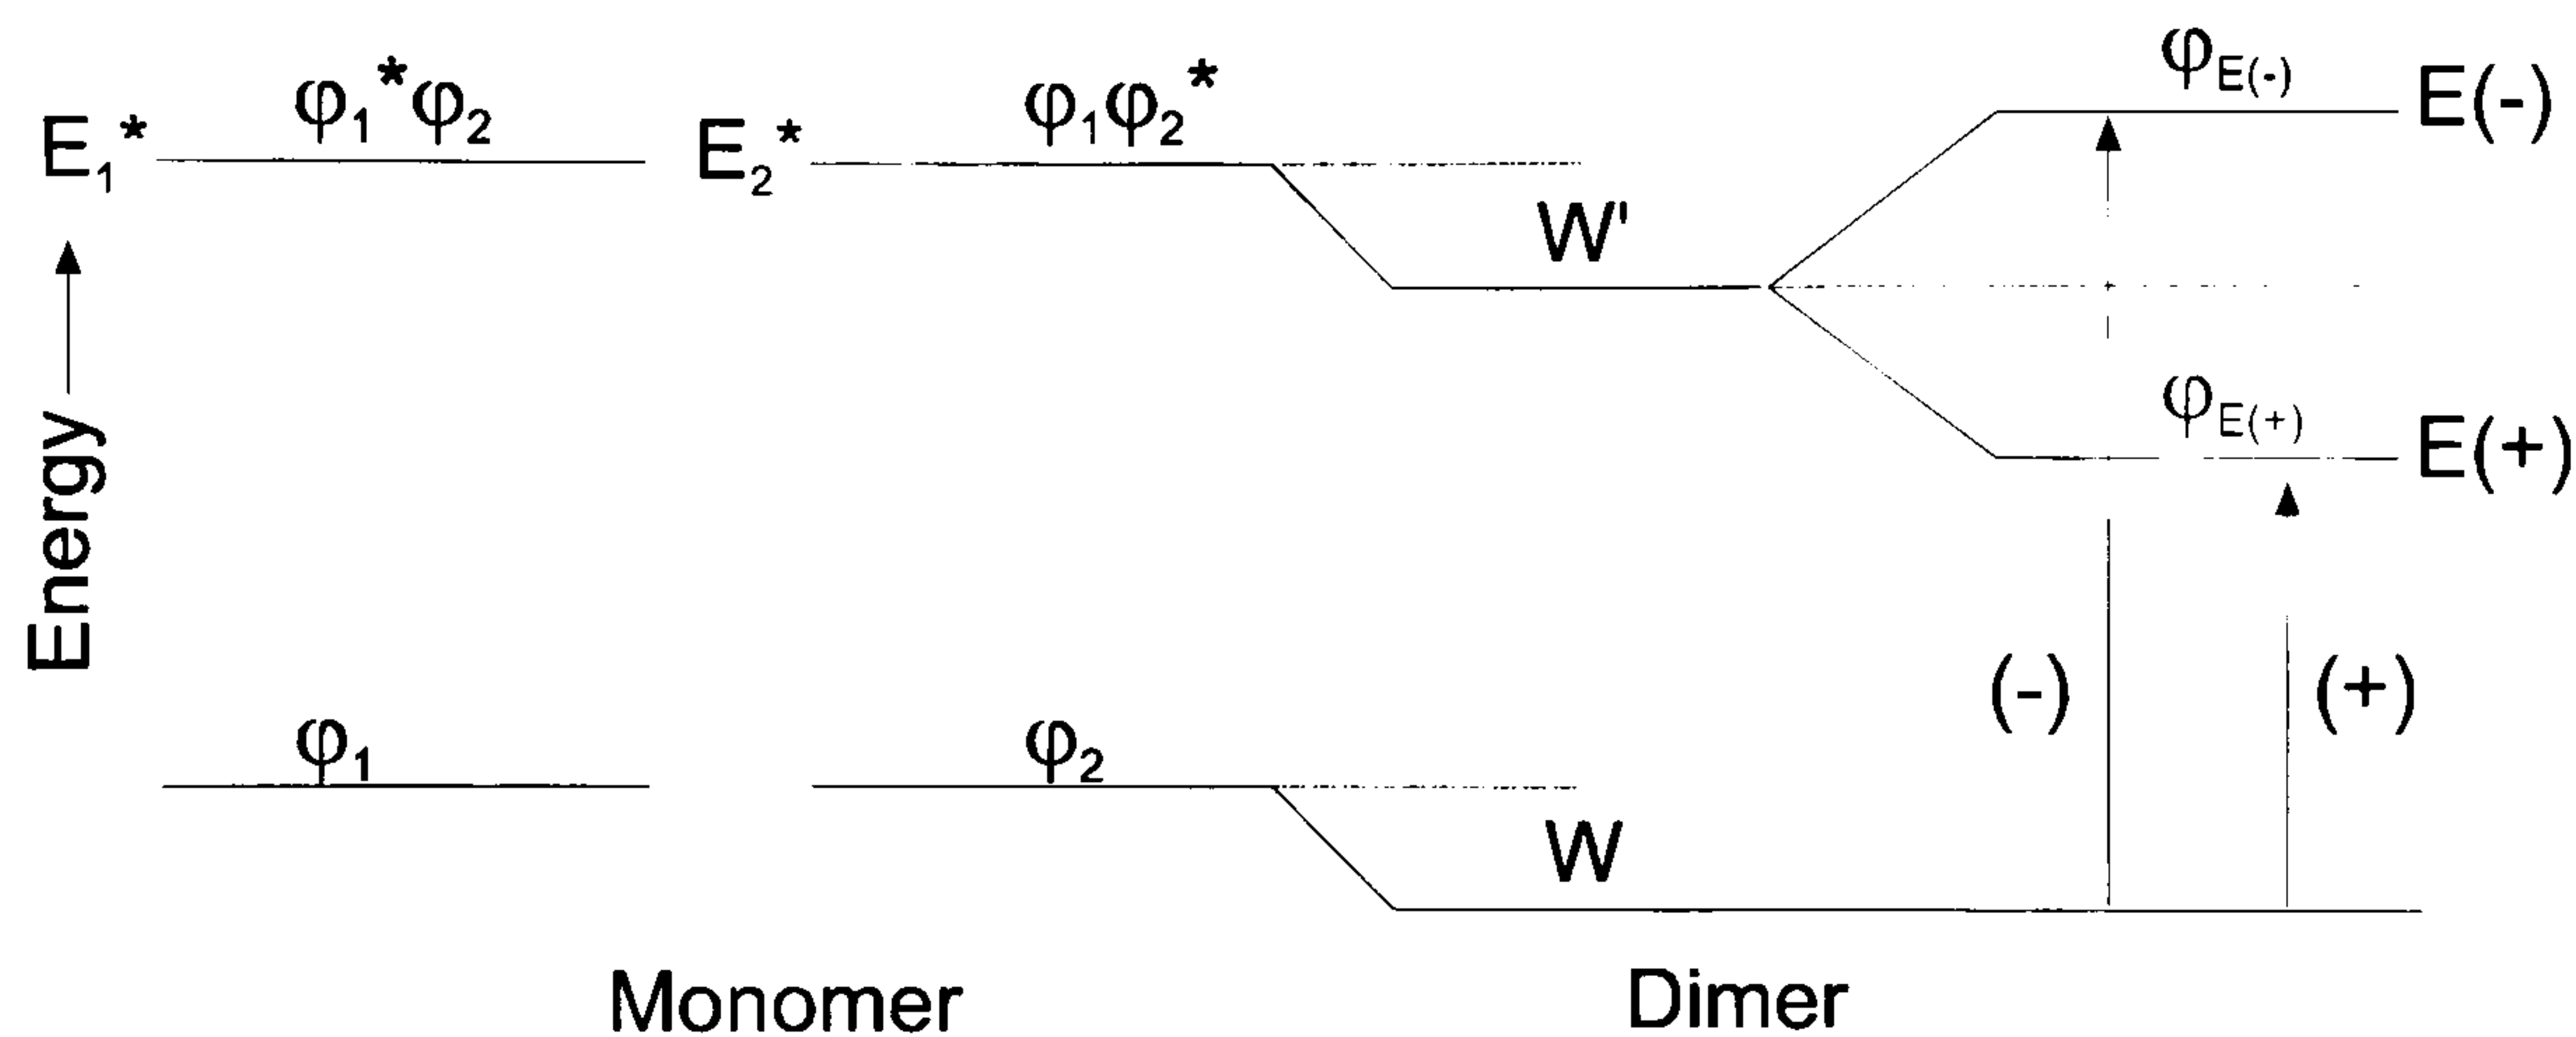 φ₁*φ₂
φ₁φ₂*
φE(-)
E(-)
E₁*
E₂*
W'
φE(+)
E(+)
Energy
(-)
(+)
φ₁
φ₂
W
Monomer
Dimer